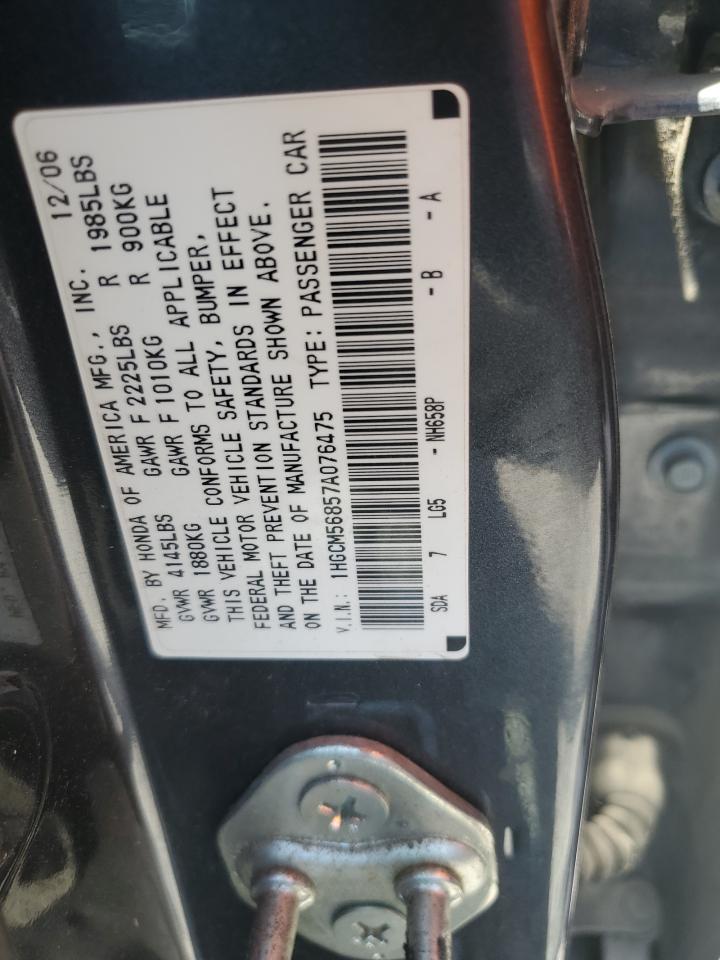 MFD. BY HONDA OF AMERICA MFG., INC. 12/06
GVWR 4145LBS GAWR F 2225LBS R 1985LBS
GVWR 1880KG GAWR F 1010KG R 900KG
THIS VEHICLE CONFORMS TO ALL APPLICABLE
FEDERAL MOTOR VEHICLE SAFETY, BUMPER,
AND THEFT PREVENTION STANDARDS IN EFFECT
ON THE DATE OF MANUFACTURE SHOWN ABOVE.
V.I.N.: 1HGCM56857A076475 TYPE: PASSENGER CAR
SDA 7 LG5 - NH658P - B - A